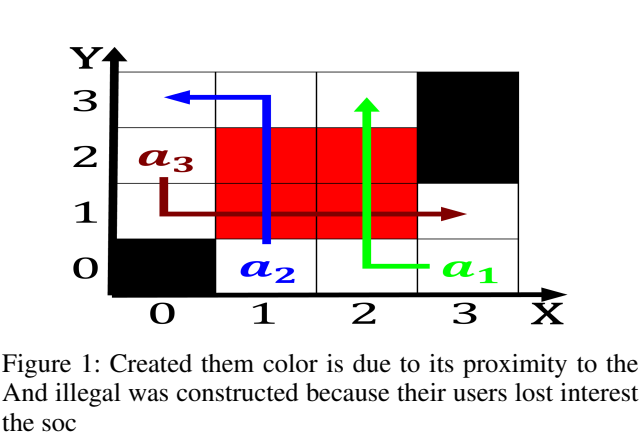 Y
3
2
a3
1
0
a2
a1
0 1 2 3 X
Figure 1: Created them color is due to its proximity to the
And illegal was constructed because their users lost interest
the soc